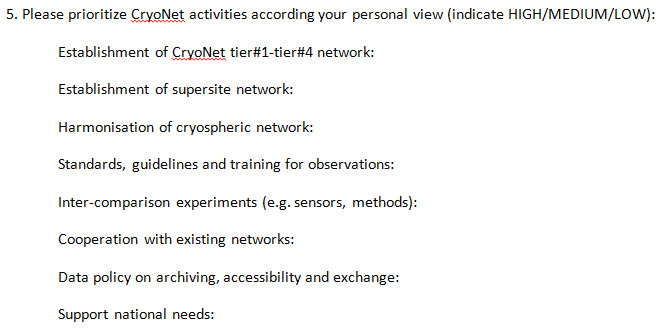 5. Please prioritize CryoNet activities according your personal view (indicate HIGH/MEDIUM/LOW):
Establishment of CryoNet tier#1-tier#4 network:
Establishment of supersite network:
Harmonisation of cryospheric network:
Standards, guidelines and training for observations:
Inter-comparison experiments (e.g. sensors, methods):
Cooperation with existing networks:
Data policy on archiving, accessibility and exchange:
Support national needs: